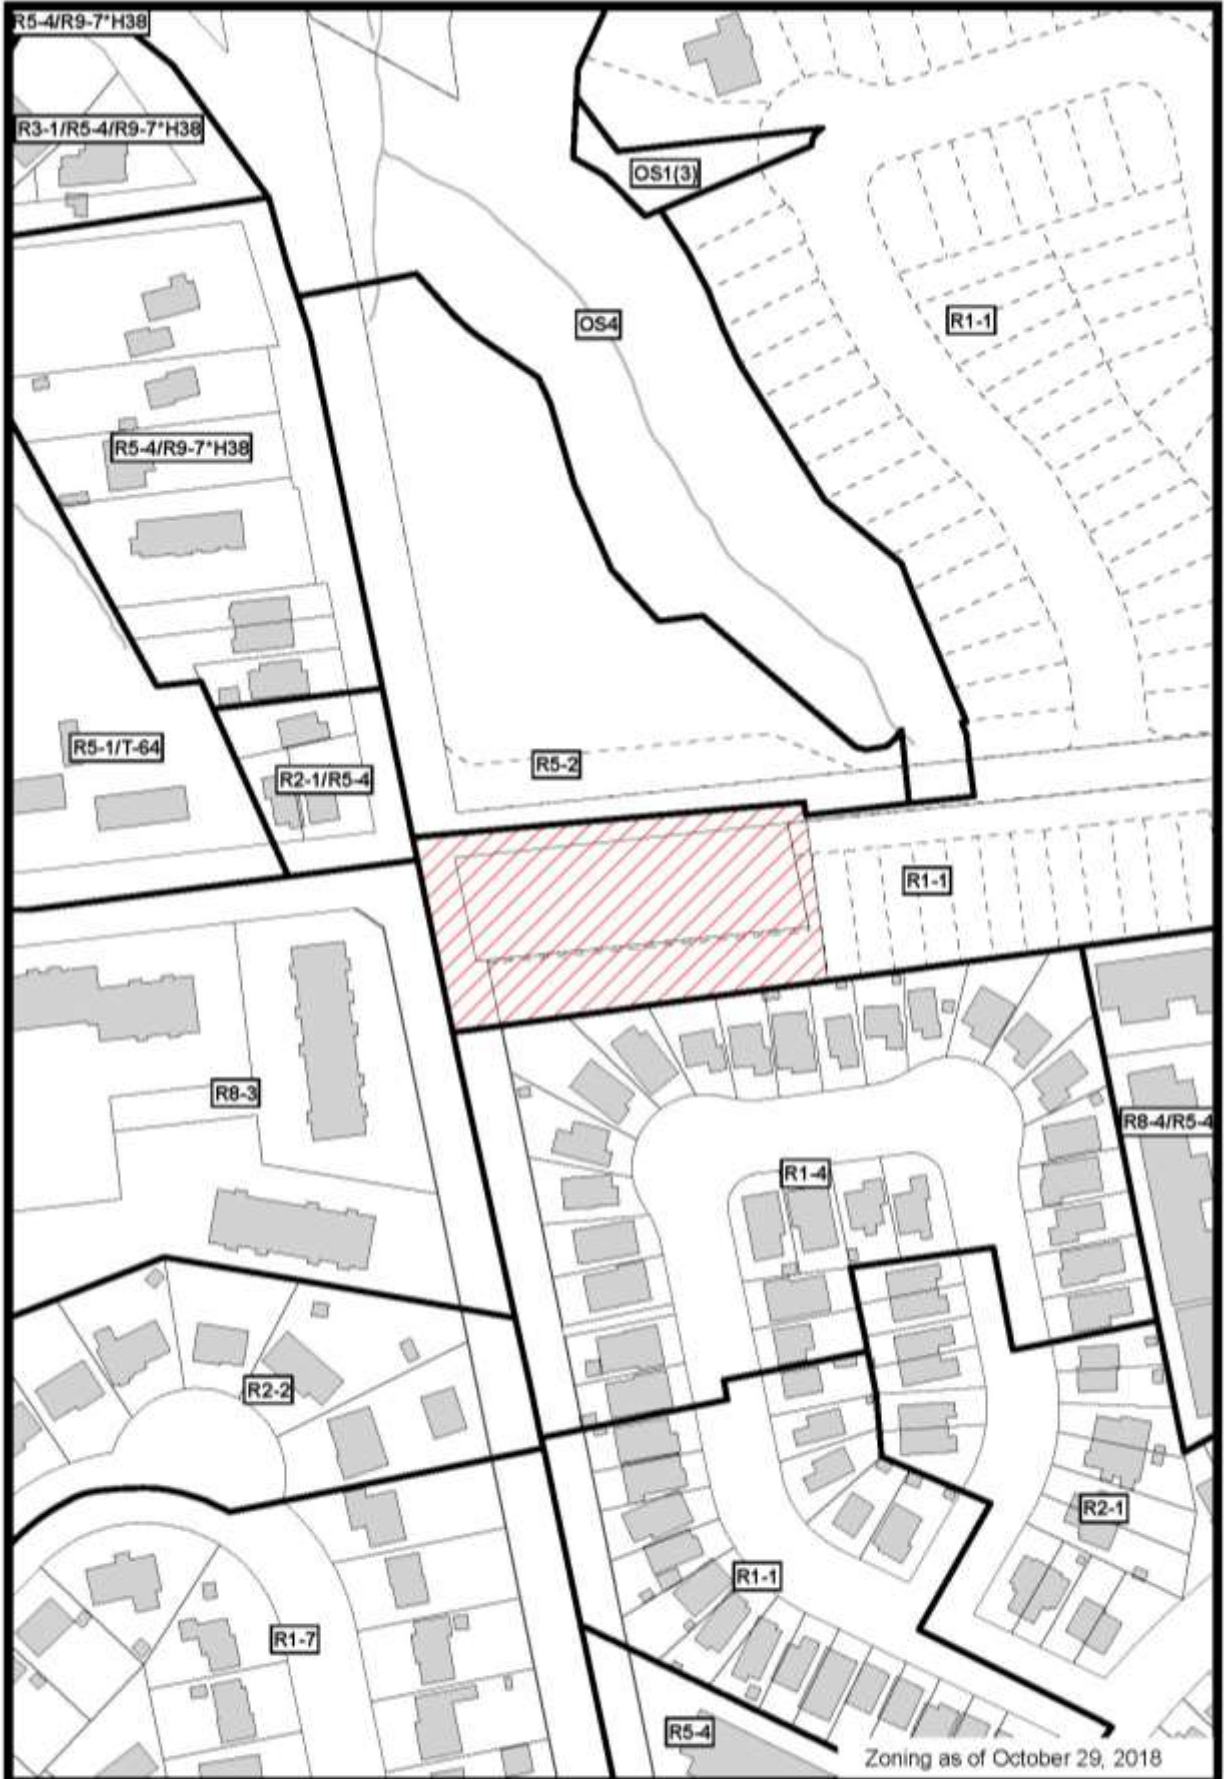 R5-4/R9-7*H38
R3-1/R5-4/R9-7*H38
OS1(3)
R1-1
OS4
R5-4/R9-7*H38
R5-1/T-64
R5-2
R2-1/R5-4
R1-1
R8-3
R8-4/R5-4
R1-4
R2-2
R2-1
R1-1
R1-7
R5-4
Zoning as of October 29, 2018